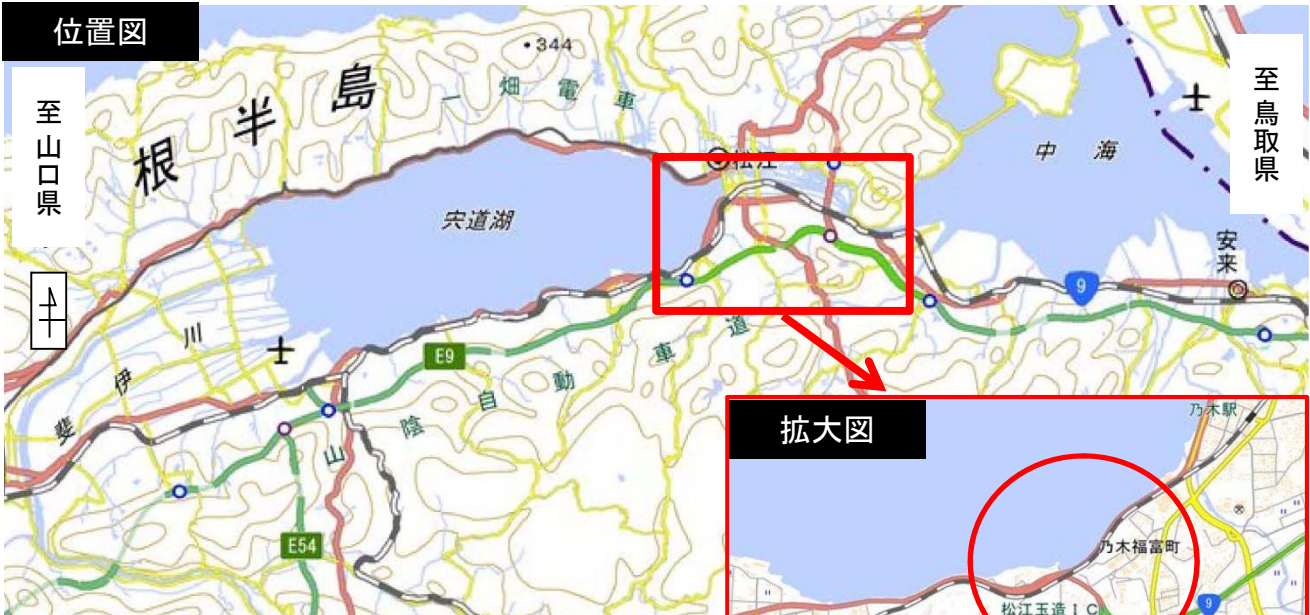 位置図
至山口県
至鳥取県
344
根半島
一畑電車
松江
中海
宍道湖
安来
9
E9
斐伊川
山陰自動車道
E54
拡大図
乃木駅
乃木福富町
松江玉造IC
9